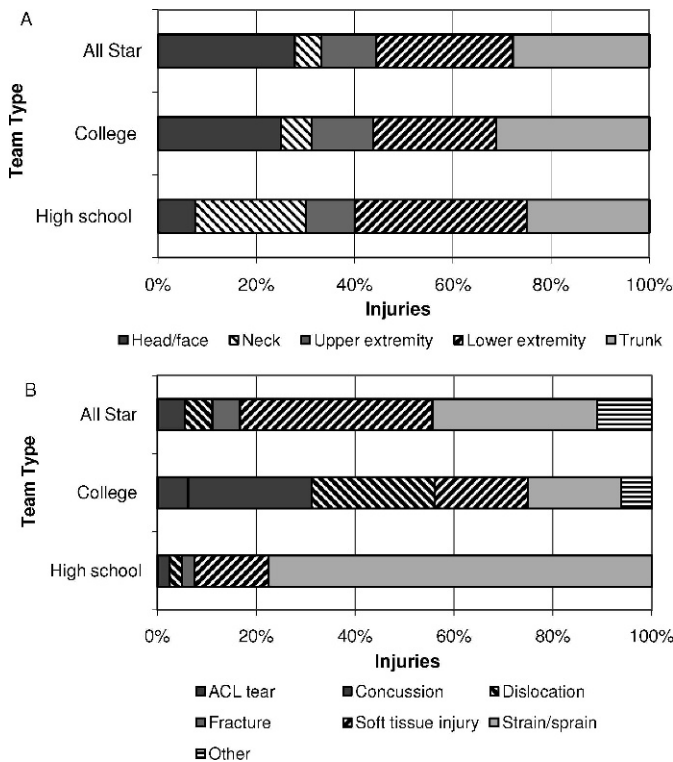 A
All Star
College
High school
Team Type
0% 20% 40% 60% 80% 100%
Injuries
Head/face Neck Upper extremity Lower extremity Trunk
B
All Star
College
High school
Team Type
0% 20% 40% 60% 80% 100%
Injuries
ACL tear Concussion Dislocation
Fracture Soft tissue injury Strain/sprain
Other